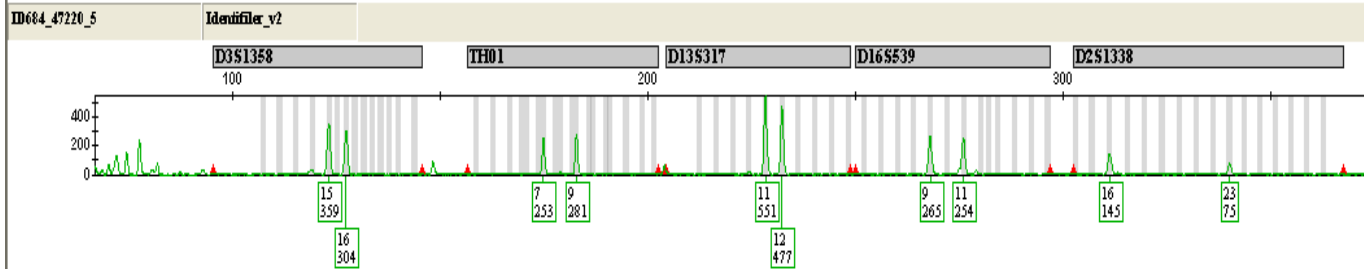 ID684_47220_5 Identifiler_v2
D3S1358 TH01 D13S317 D16S539 D2S1338
100 200 300
400
200
0
15 7 9 11 9 11 16 23
359 253 281 551 265 254 145 75
16 12
304 477